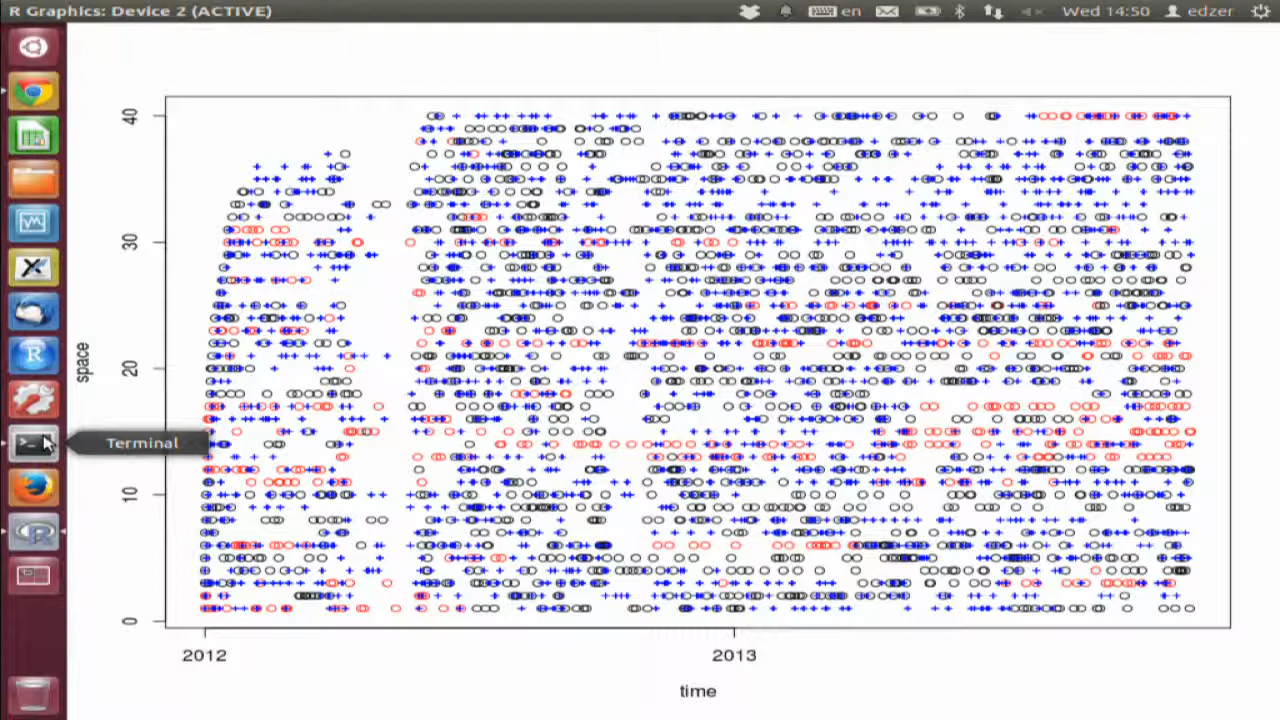 R Graphics: Device 2 (ACTIVE)
en
Wed 14:50
edzer
Terminal
space
40
30
20
10
0
2012
2013
time